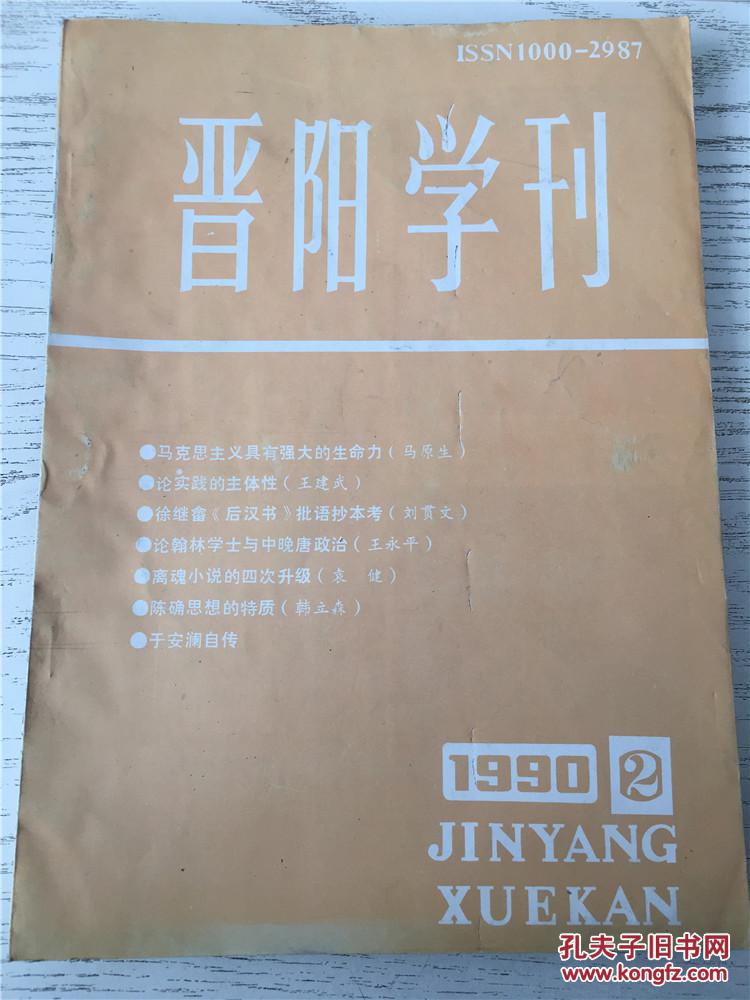 ISSN1000-2987
晋阳学刊
●马克思主义具有强大的生命力(马原生)
●论实践的主体性(王建武)
●徐继畬《后汉书》批语抄本考(刘贯文)
●论翰林学士与中晚唐政治(王永平)
●离魂小说的四次升级(袁 健)
●陈确思想的特质(韩立森)
●于安澜自传
1990 2
JINYANG
XUEKAN
孔夫子旧书网
www.kongfz.com